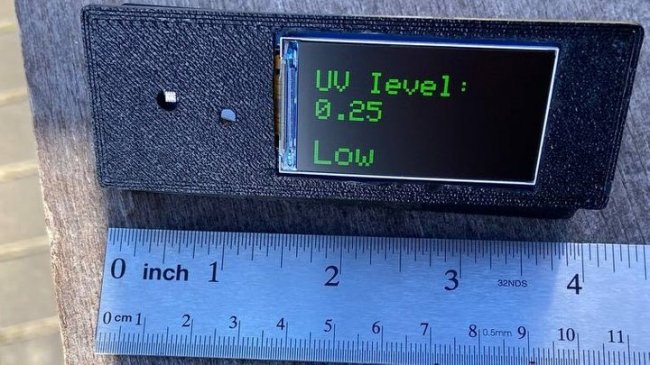 UV level:
0.25
Low
0 inch 1 2 3 32NDS 4
0 cm 1 2 3 4 5 6 7 8 0.5mm 9 10 11